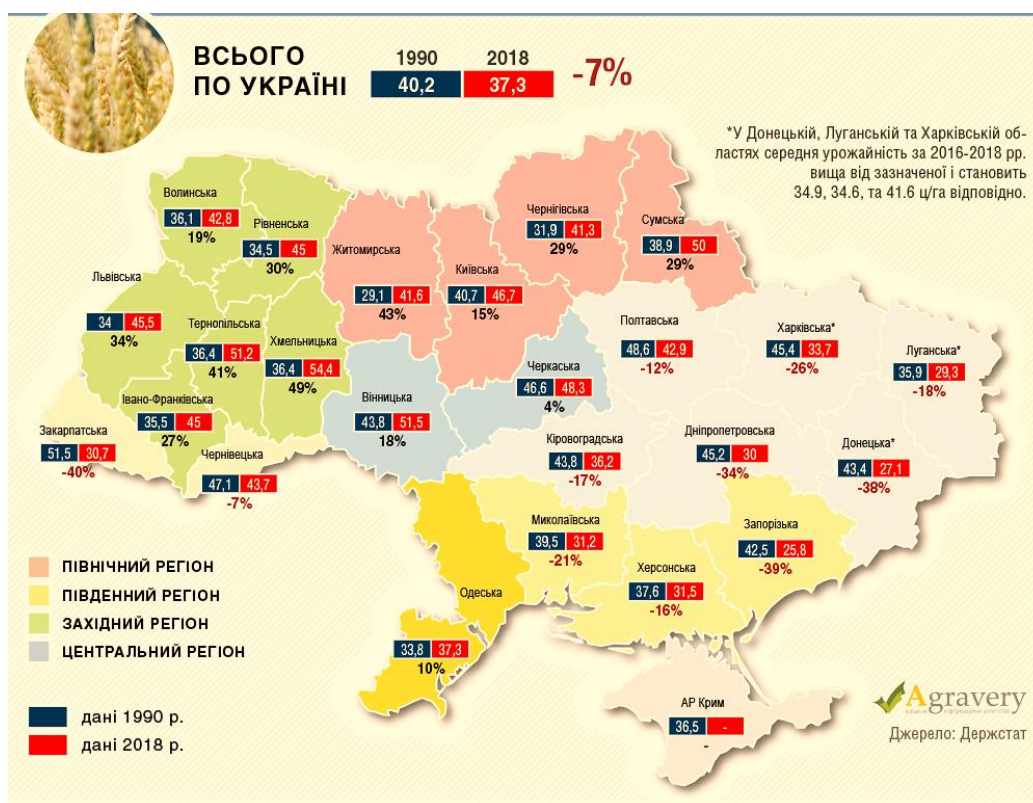 ВСЬОГО
ПО УКРАЇНІ
1990 2018
40,2 37,3
-7%
*У Донецькій, Луганській та Харківській об-
ластях середня урожайність за 2016-2018 рр.
вища від зазначеної і становить
34.9, 34.6, та 41.6 ц/га відповідно.
Волинська
36,1 42,8
19%
Рівненська
34,5 45
30%
Житомирська
29,1 41,6
43%
Київська
40,7 46,7
15%
Чернігівська
31,9 41,3
29%
Сумська
38,9 50
29%
Львівська
34 45,5
34%
Тернопільська
36,4 51,2
41%
Хмельницька
36,4 54,4
49%
Полтавська
48,6 42,9
-12%
Харківська*
45,4 33,7
-26%
Луганська*
35,9 29,3
-18%
Івано-Франківська
35,5 45
27%
Вінницька
43,8 51,5
18%
Черкаська
46,6 48,3
4%
Закарпатська
51,5 30,7
-40%
Чернівецька
47,1 43,7
-7%
Кіровоградська
43,8 36,2
-17%
Дніпропетровська
45,2 30
-34%
Донецька*
43,4 27,1
-38%
Миколаївська
39,5 31,2
-21%
Запорізька
42,5 25,8
-39%
Херсонська
37,6 31,5
-16%
Одеська
33,8 37,3
10%
АР Крим
36,5 -
-
ПІВНІЧНИЙ РЕГІОН
ПІВДЕННИЙ РЕГІОН
ЗАХІДНИЙ РЕГІОН
ЦЕНТРАЛЬНИЙ РЕГІОН
дані 1990 р.
дані 2018 р.
Agravery
Джерело: Держстат